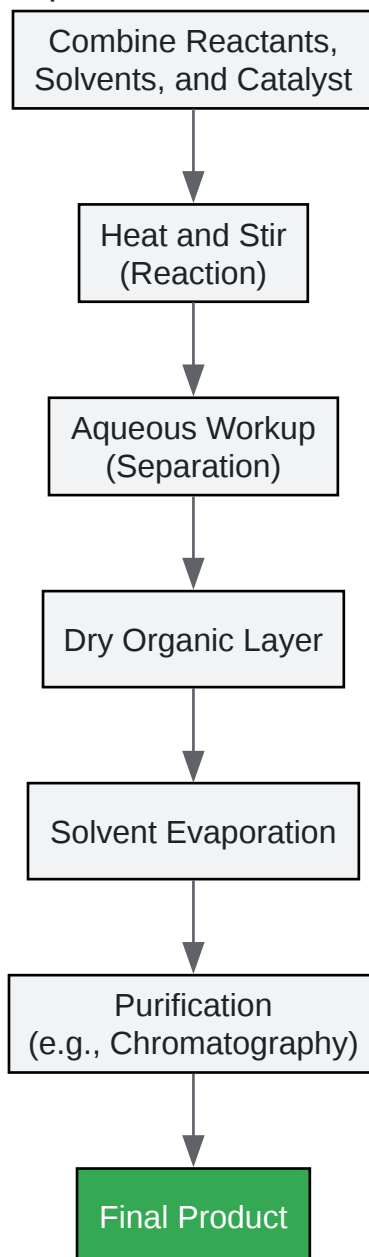 Combine Reactants,
Solvents, and Catalyst
Heat and Stir
(Reaction)
Aqueous Workup
(Separation)
Dry Organic Layer
Solvent Evaporation
Purification
(e.g., Chromatography)
Final Product